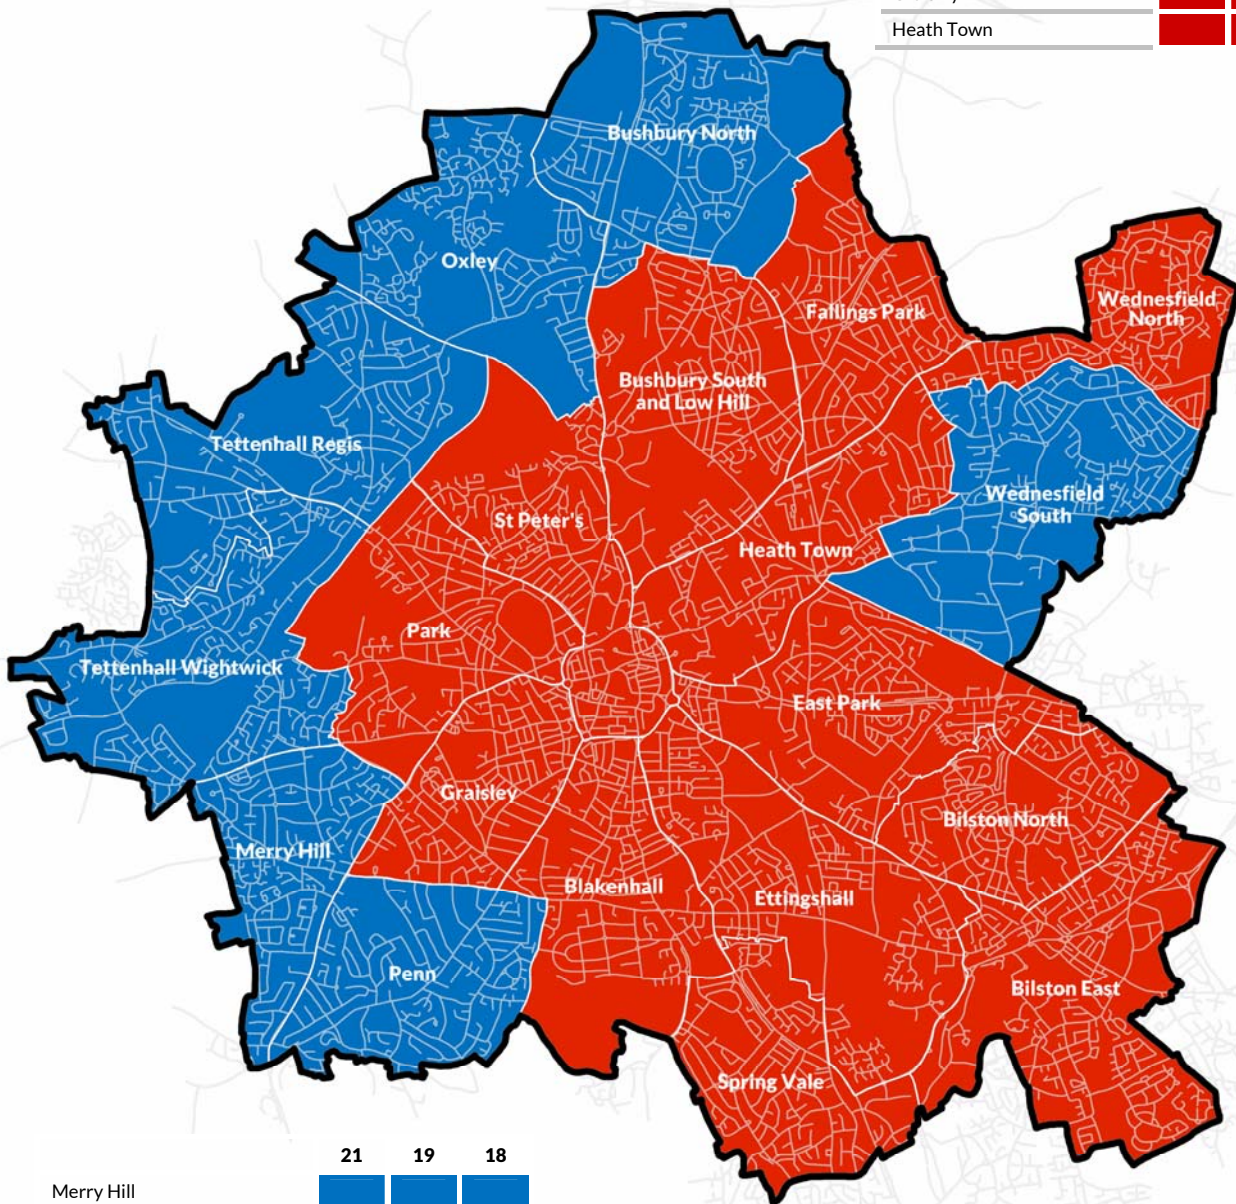 Heath Town
Bushbury North
Oxley
Fallings Park
Wednesfield
North
Bushbury South
and Low Hill
Tettenhall Regis
Wednesfield
South
St Peter's
Heath Town
Park
Tettenhall Wightwick
East Park
Graisley
Bilston North
Merry Hill
Blakenhall
Ettingshall
Penn
Bilston East
Spring Vale
21 19 18
Merry Hill